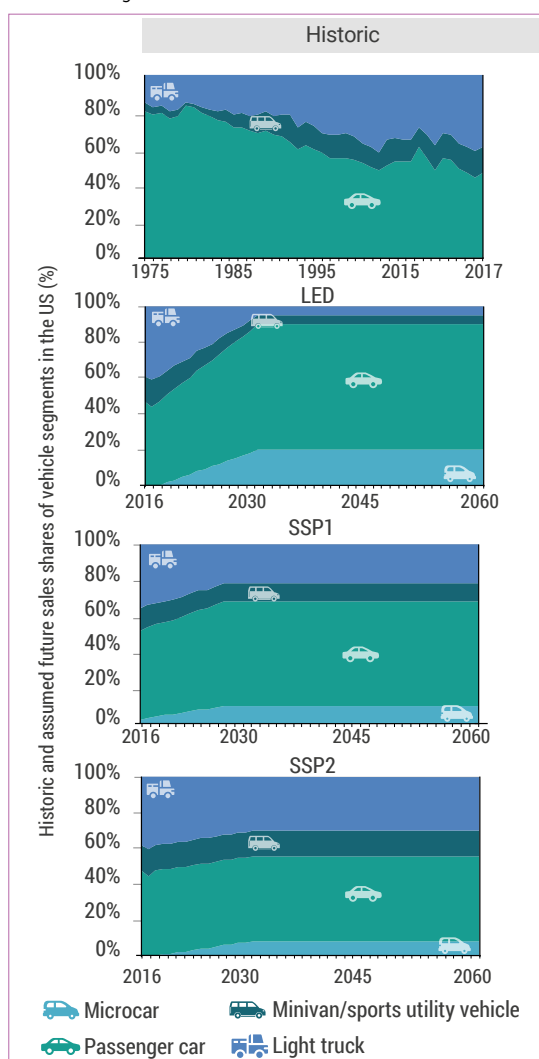 Historic
Historic and assumed future sales shares of vehicle segments in the US (%)
100%
80%
60%
40%
20%
0%
1975 1985 1995 2015 2017
LED
100%
80%
60%
40%
20%
0%
2016 2030 2045 2060
SSP1
100%
80%
60%
40%
20%
0%
2016 2030 2045 2060
SSP2
100%
80%
60%
40%
20%
0%
2016 2030 2045 2060
Microcar Minivan/sports utility vehicle
Passenger car Light truck